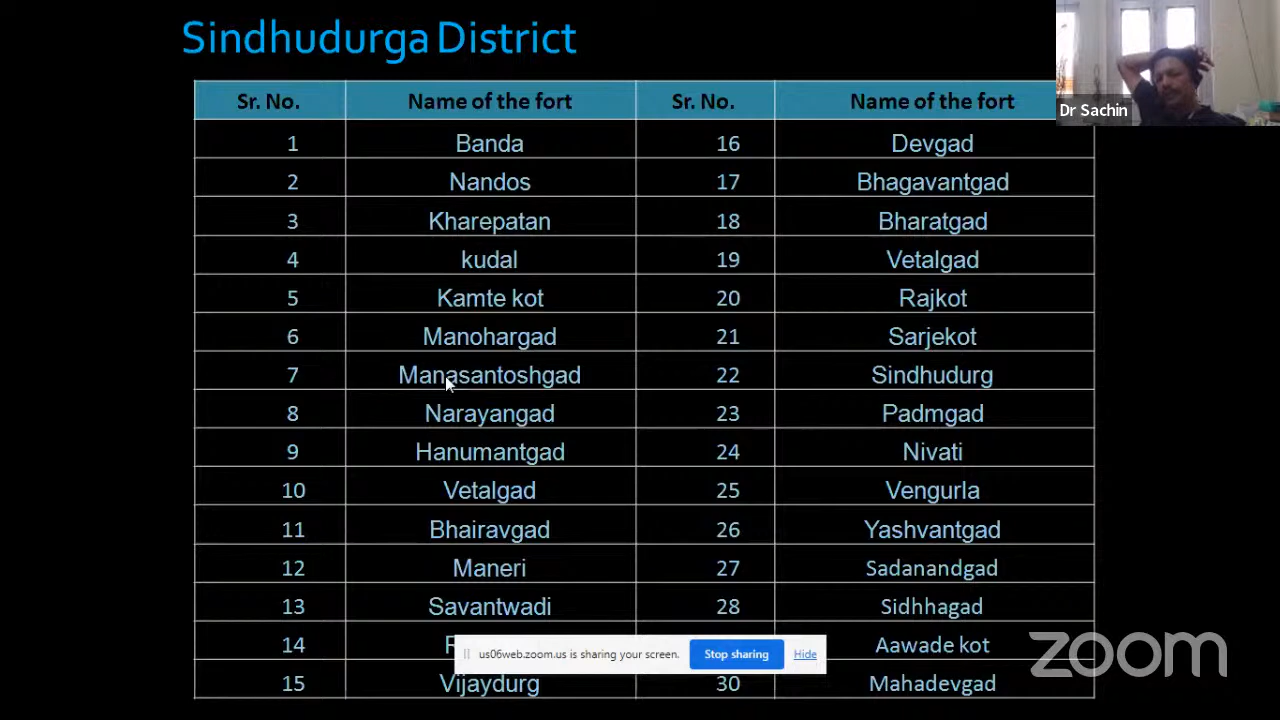 Sindhudurga District
Dr Sachin
Sr. No. Name of the fort Sr. No. Name of the fort
1 Banda 16 Devgad
2 Nandos 17 Bhagavantgad
3 Kharepatan 18 Bharatgad
4 kudal 19 Vetalgad
5 Kamte kot 20 Rajkot
6 Manohargad 21 Sarjekot
7 Manasantoshgad 22 Sindhudurg
8 Narayangad 23 Padmgad
9 Hanumantgad 24 Nivati
10 Vetalgad 25 Vengurla
11 Bhairavgad 26 Yashvantgad
12 Maneri 27 Sadanandgad
13 Savantwadi 28 Sidhhagad
14 Aawade kot
us06web.zoom.us is sharing your screen. Stop sharing Hide
15 Vijaydurg 30 Mahadevgad
zoom